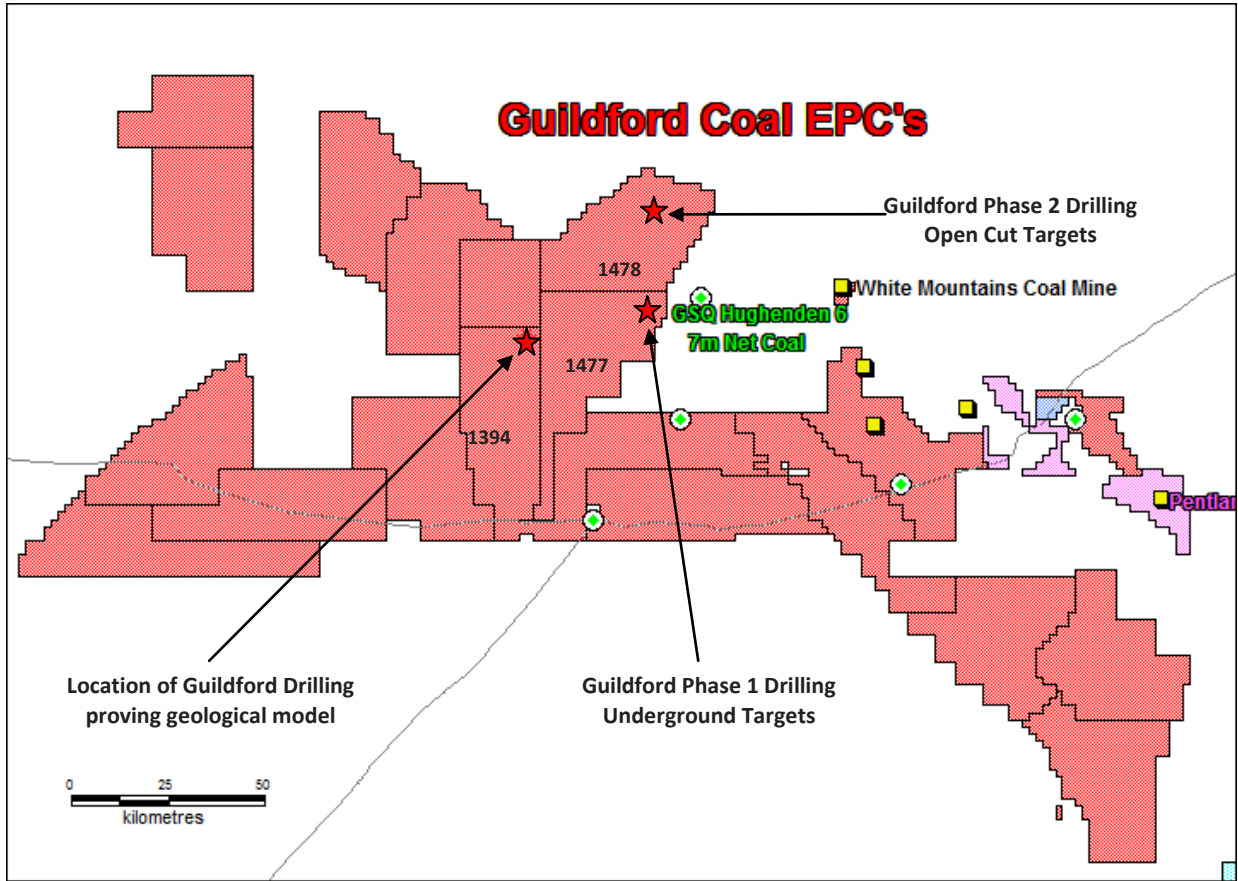 Guildford Coal EPC's
Guildford Phase 2 Drilling
Open Cut Targets
1478
White Mountains Coal Mine
GSQ Hughenden 6
7m Net Coal
1477
1394
Pentlan
Location of Guildford Drilling
proving geological model
Guildford Phase 1 Drilling
Underground Targets
0 25 50
kilometres